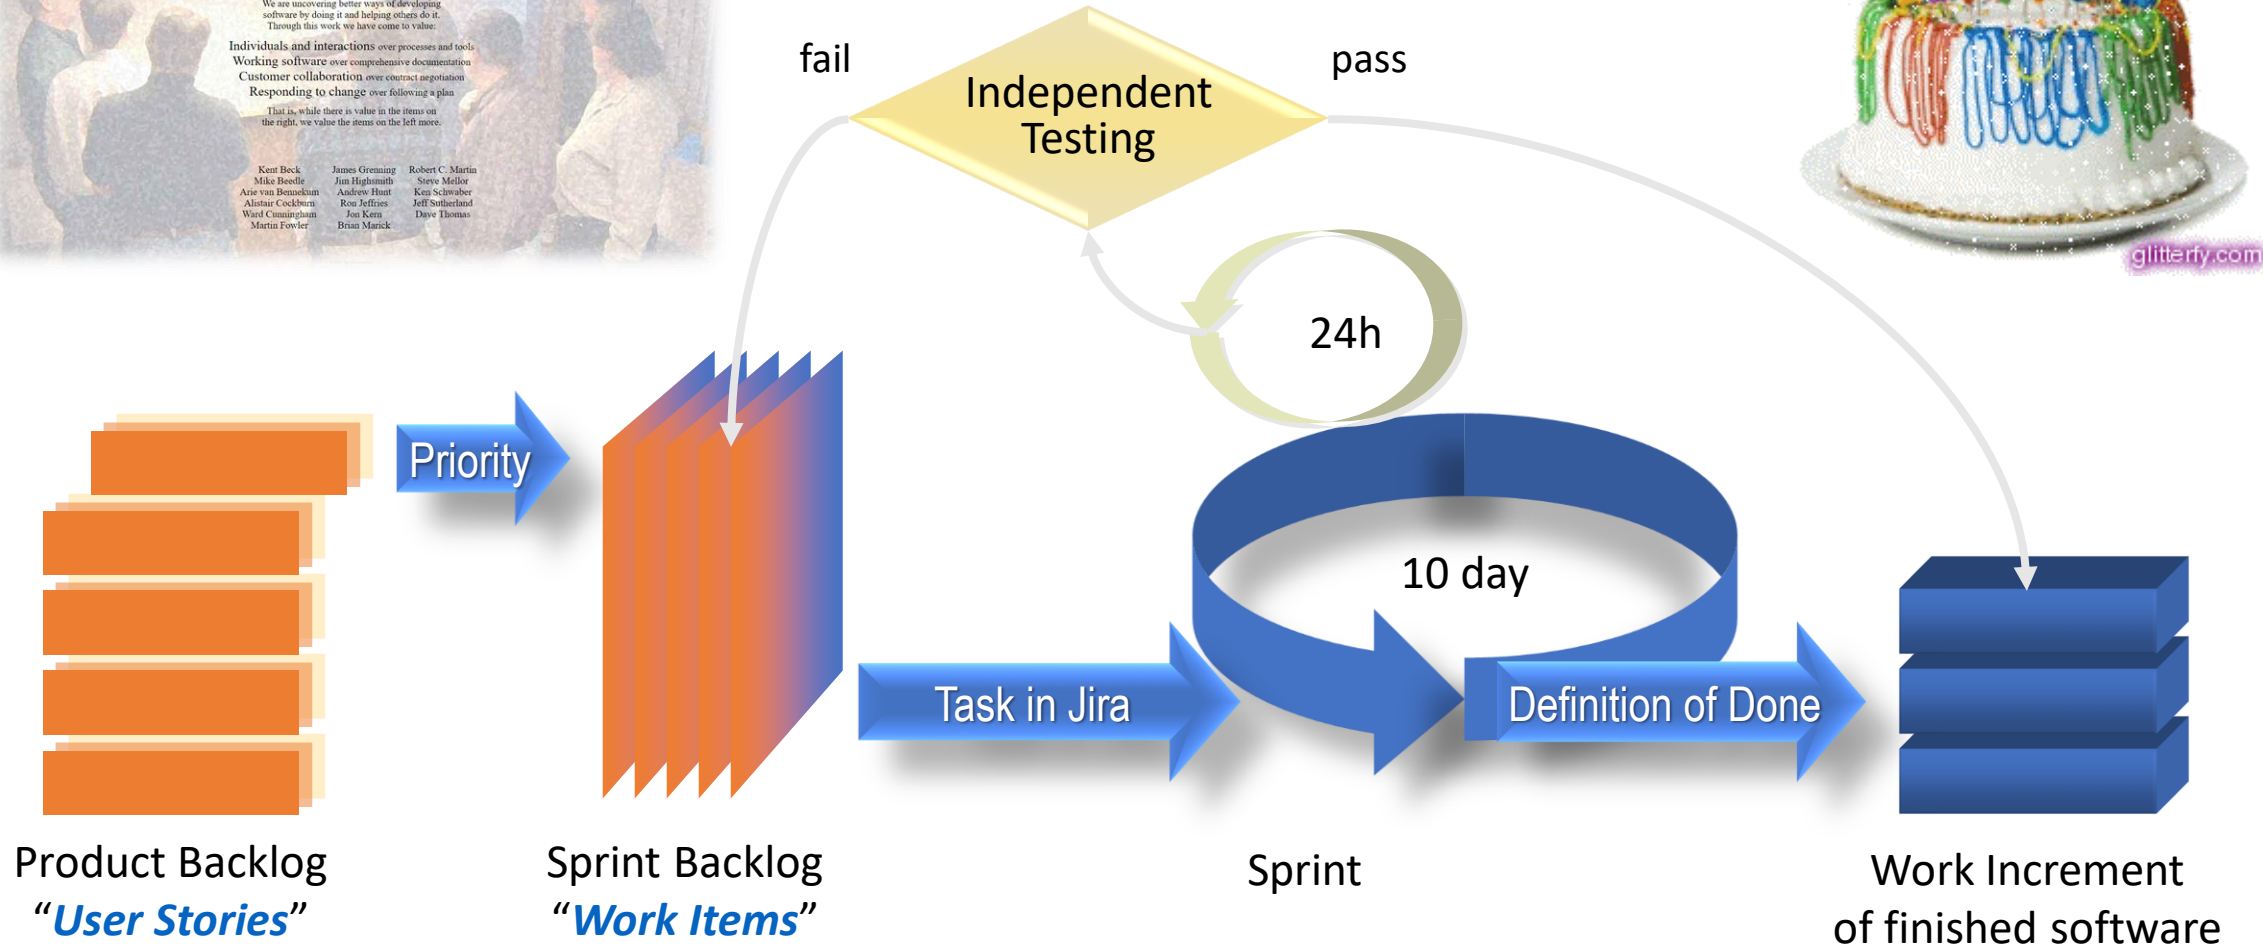 We are uncovering better ways of developing
software by doing it and helping others do it.
Through this work we have come to value:
Individuals and interactions over processes and tools
Working software over comprehensive documentation
Customer collaboration over contract negotiation
Responding to change over following a plan
That is, while there is value in the items on
the right, we value the items on the left more.
Kent Beck
Mike Beedle
Arie van Bennekum
Alistair Cockburn
Ward Cunningham
Martin Fowler
James Grenning
Jim Highsmith
Andrew Hunt
Ron Jeffries
Jon Kern
Brian Marick
Robert C. Martin
Steve Mellor
Ken Schwaber
Jeff Sutherland
Dave Thomas
fail
Independent
Testing
pass
glitterfy.com
24h
Priority
10 day
Task in Jira
Definition of Done
Product Backlog
“User Stories”
Sprint Backlog
“Work Items”
Sprint
Work Increment
of finished software